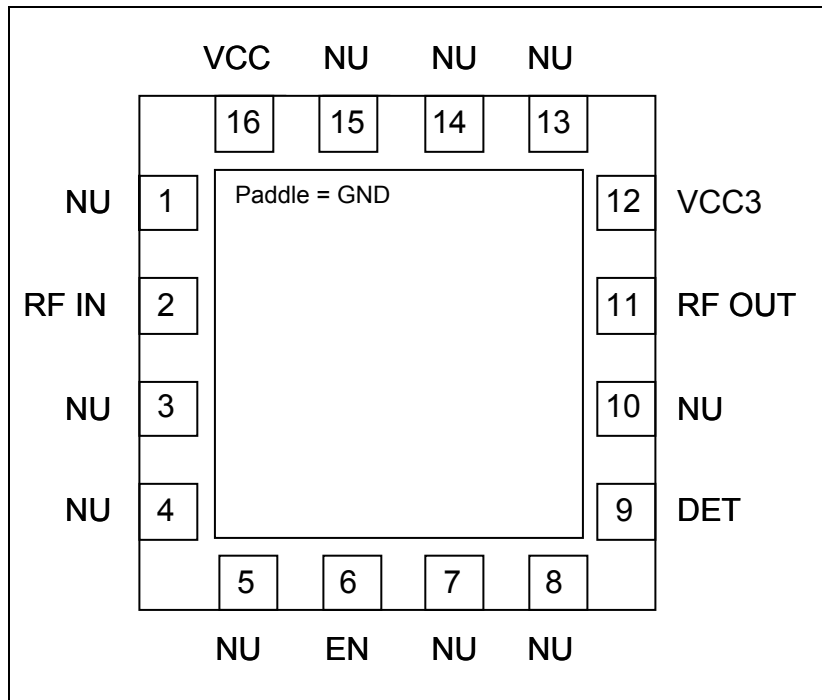 VCC NU NU NU
16 15 14 13
Paddle = GND
NU 1 12 VCC3
RF IN 2 11 RF OUT
NU 3 10 NU
NU 4 9 DET
5 6 7 8
NU EN NU NU